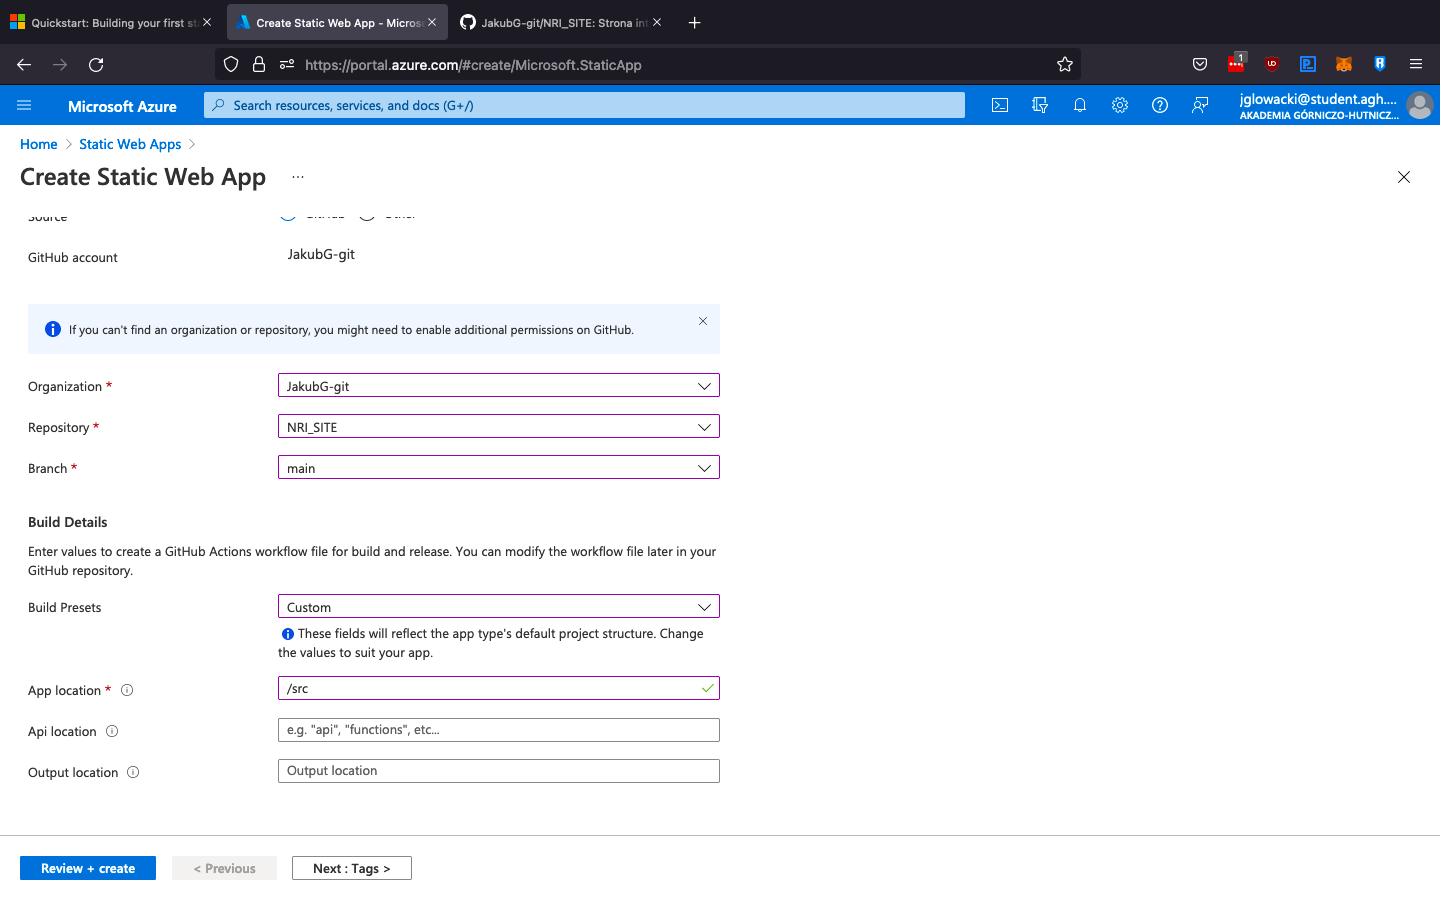 Quickstart: Building your first st
Create Static Web App - Micros
JakubG-git/NRI_SITE: Strona int
https://portal.azure.com/#create/Microsoft.StaticApp
1
Microsoft Azure
Search resources, services, and docs (G+/)
jglowacki@student.agh....
AKADEMIA GÓRNICZO-HUTNICZ...
Home > Static Web Apps >
Create Static Web App ...
Source GitHub Other
GitHub account JakubG-git
If you can't find an organization or repository, you might need to enable additional permissions on GitHub.
Organization * JakubG-git
Repository * NRI_SITE
Branch * main
Build Details
Enter values to create a GitHub Actions workflow file for build and release. You can modify the workflow file later in your
GitHub repository.
Build Presets Custom
These fields will reflect the app type's default project structure. Change
the values to suit your app.
App location * /src
Api location e.g. "api", "functions", etc...
Output location Output location
Review + create < Previous Next : Tags >